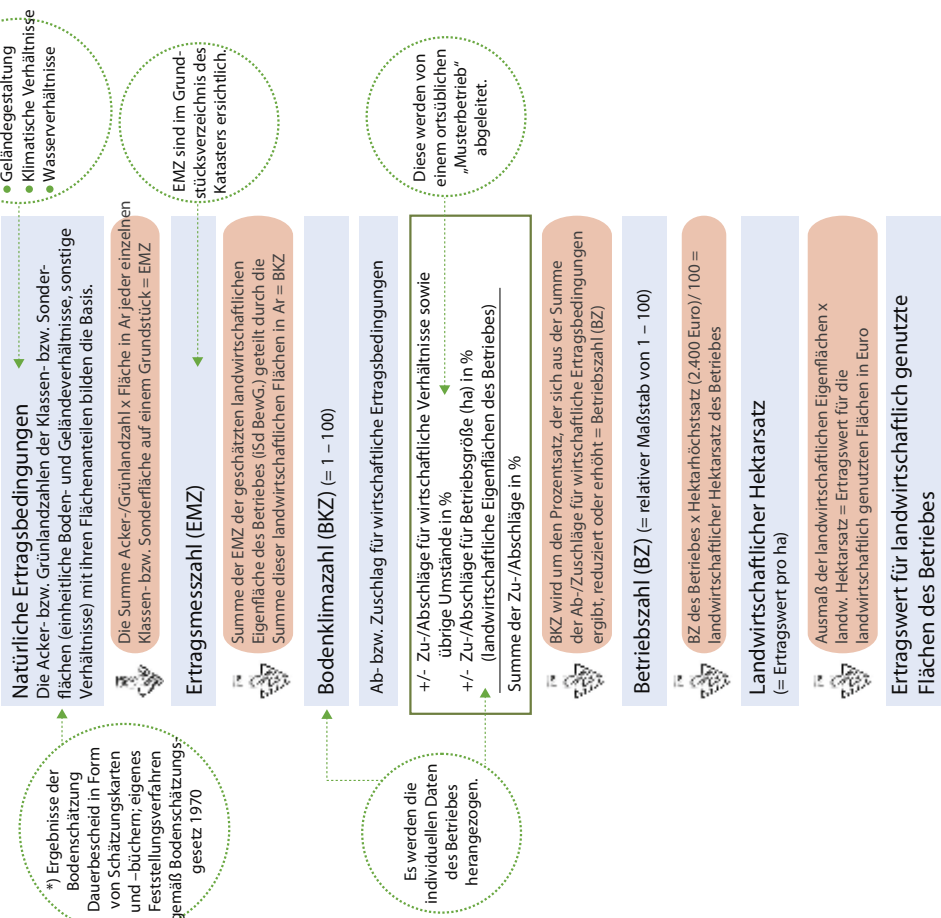 ● Geländegestaltung
● Klimatische Verhältnisse
● Wasserverhältnisse
*) Ergebnisse der
Bodenschätzung
Dauerbescheid in Form
von Schätzungskarten
und –büchern; eigenes
Feststellungsverfahren
gemäß Bodenschätzungs-
gesetz 1970
Natürliche Ertragsbedingungen
Die Acker- bzw. Grünlandzahlen der Klassen- bzw. Sonder-
flächen (einheitliche Boden- und Geländeverhältnisse, sonstige
Verhältnisse) mit ihren Flächenanteilen bilden die Basis.
Die Summe Acker-/Grünlandzahl x Fläche in Ar jeder einzelnen
Klassen- bzw. Sonderfläche auf einem Grundstück = EMZ
Ertragsmesszahl (EMZ)
EMZ sind im Grund-
stücksverzeichnis des
Katasters ersichtlich.
Summe der EMZ der geschätzten landwirtschaftlichen
Eigenfläche des Betriebes (iSd BewG.) geteilt durch die
Summe dieser landwirtschaftlichen Flächen in Ar = BKZ
Bodenklimazahl (BKZ) (= 1 – 100)
Es werden die
individuellen Daten
des Betriebes
herangezogen.
Ab- bzw. Zuschlag für wirtschaftliche Ertragsbedingungen
+/- Zu-/Abschläge für wirtschaftliche Verhältnisse sowie
übrige Umstände in %
+/- Zu-/Abschläge für Betriebsgröße (ha) in %
(landwirtschaftliche Eigenflächen des Betriebes)
Summe der Zu-/Abschläge in %
Diese werden von
einem ortsüblichen
„Musterbetrieb“
abgeleitet.
BKZ wird um den Prozentsatz, der sich aus der Summe
der Ab-/Zuschläge für wirtschaftliche Ertragsbedingungen
ergibt, reduziert oder erhöht = Betriebszahl (BZ)
Betriebszahl (BZ) (= relativer Maßstab von 1 – 100)
BZ des Betriebes x Hektarhöchstsatz (2.400 Euro)/ 100 =
landwirtschaftlicher Hektarsatz des Betriebes
Landwirtschaftlicher Hektarsatz
(= Ertragswert pro ha)
Ausmaß der landwirtschaftlichen Eigenflächen x
landw. Hektarsatz = Ertragswert für die
landwirtschaftlich genutzten Flächen in Euro
Ertragswert für landwirtschaftlich genutzte
Flächen des Betriebes